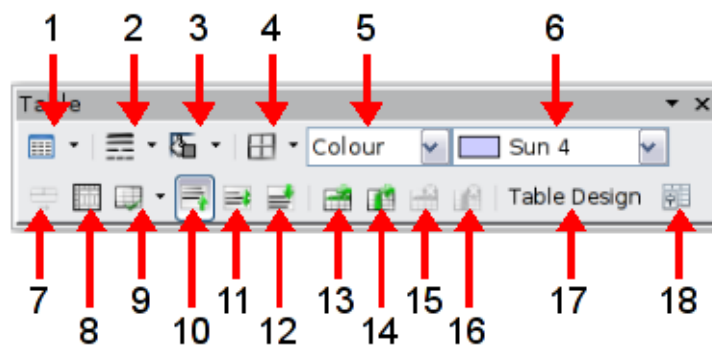 1 2 3 4 5 6
Table
Colour Sun 4
Table Design
7 9 11 13 15 17 18
8 10 12 14 16